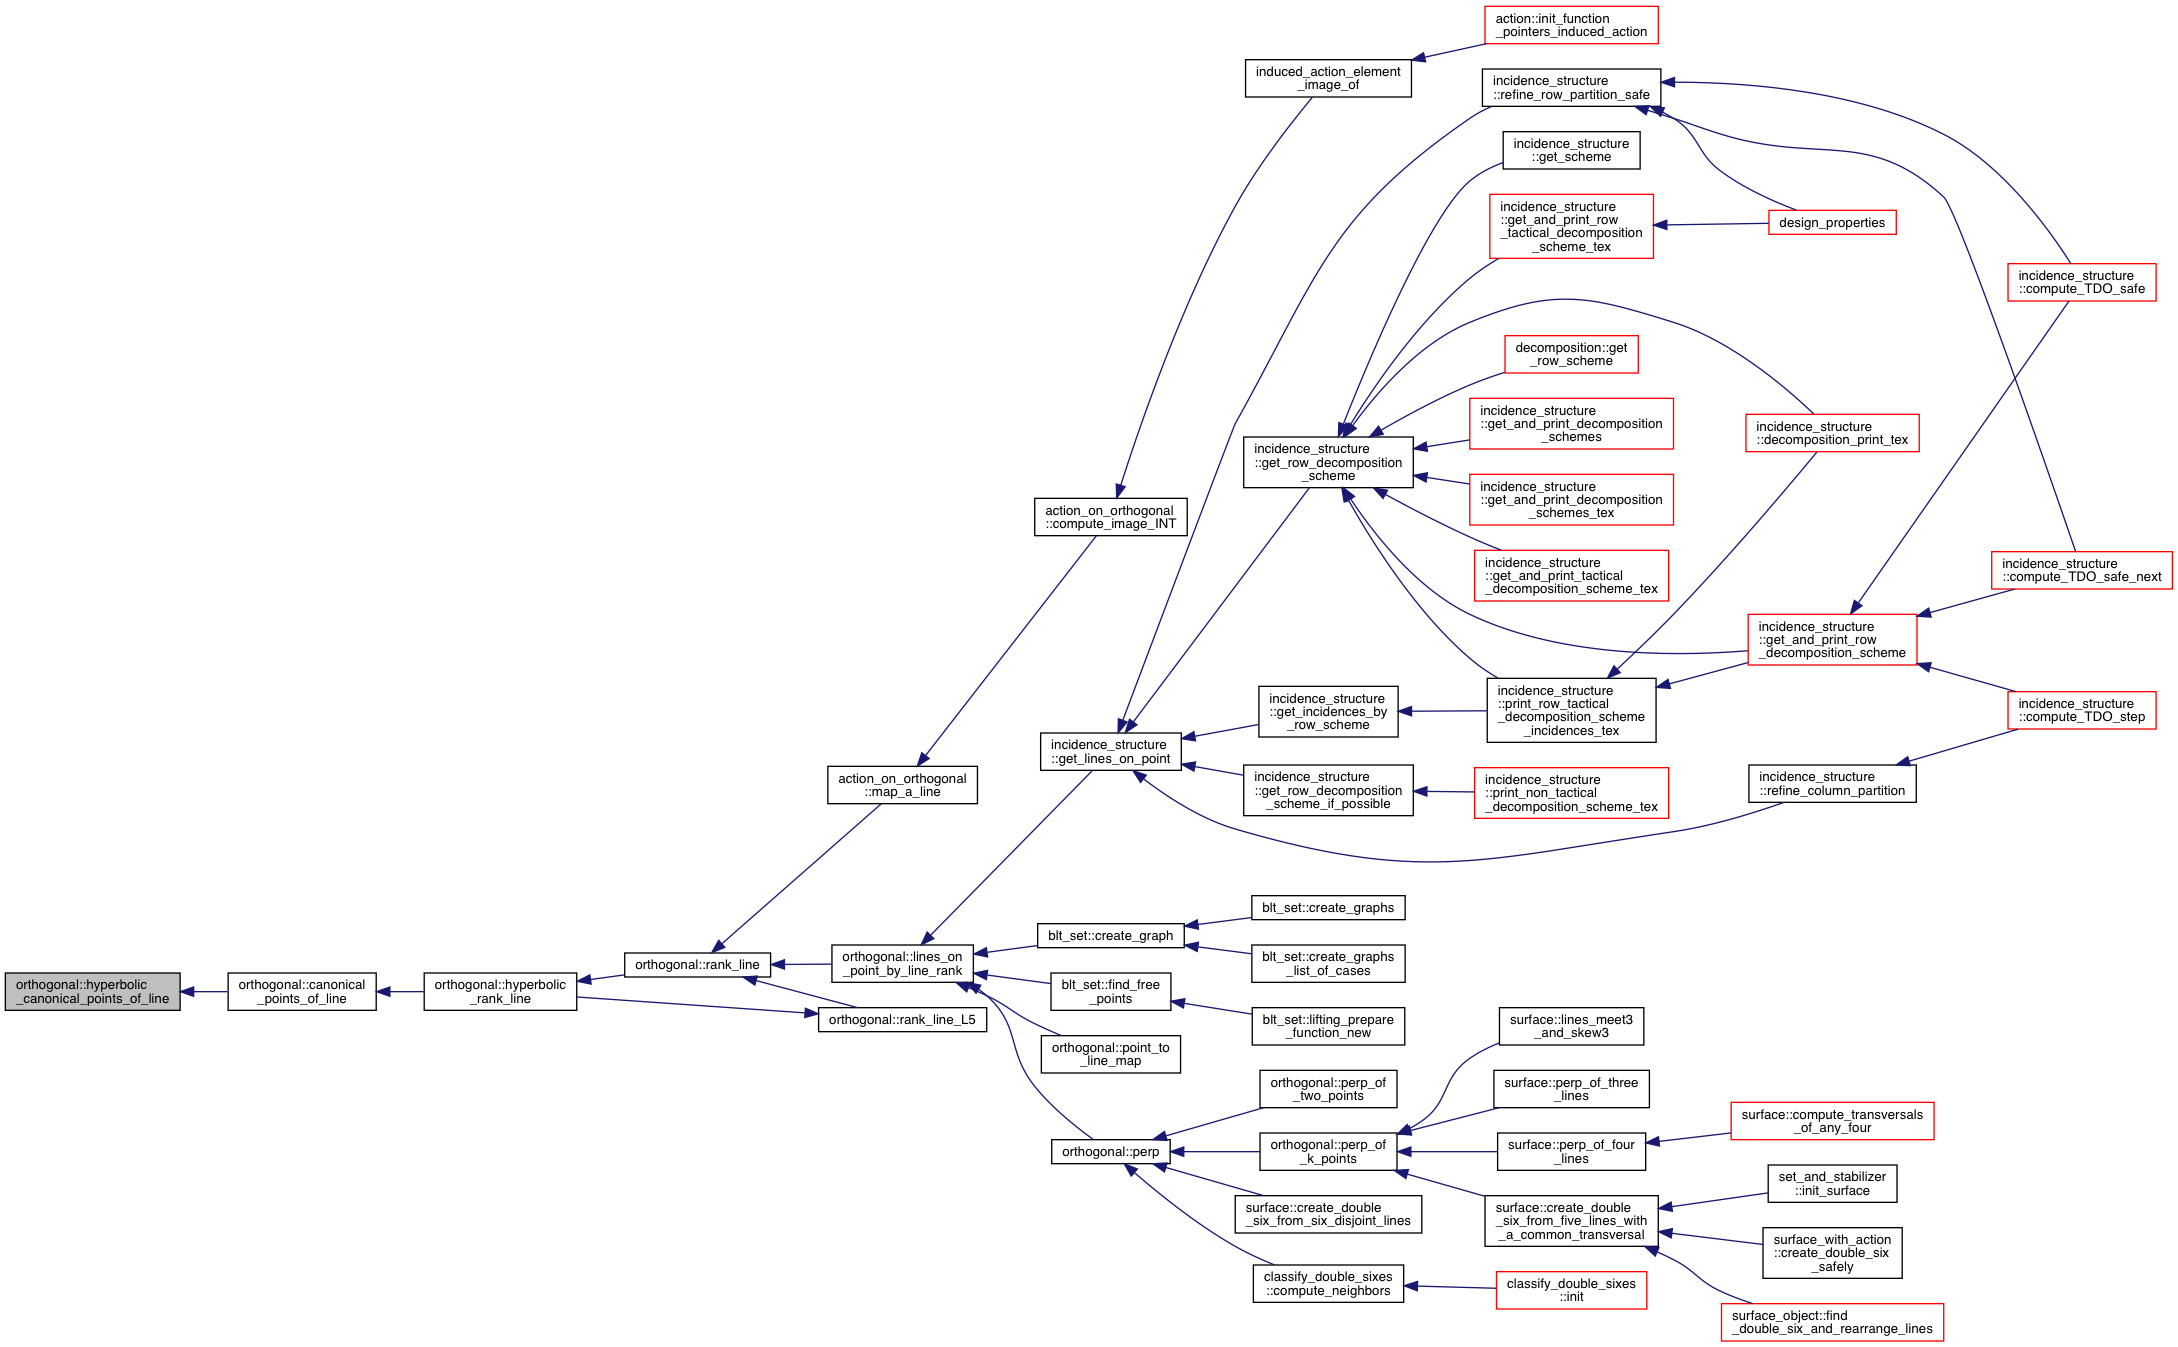 action::init_function
_pointers_induced_action
induced_action_element
_image_of
incidence_structure
::refine_row_partition_safe
incidence_structure
::get_scheme
incidence_structure
::get_and_print_row
_tactical_decomposition
_scheme_tex
design_properties
incidence_structure
::compute_TDO_safe
decomposition::get
_row_scheme
incidence_structure
::get_and_print_decomposition
_schemes
incidence_structure
::decomposition_print_tex
incidence_structure
::get_row_decomposition
_scheme
incidence_structure
::get_and_print_decomposition
_schemes_tex
action_on_orthogonal
::compute_image_INT
incidence_structure
::get_and_print_tactical
_decomposition_scheme_tex
incidence_structure
::compute_TDO_safe_next
incidence_structure
::get_and_print_row
_decomposition_scheme
incidence_structure
::get_incidences_by
_row_scheme
incidence_structure
::print_row_tactical
_decomposition_scheme
_incidences_tex
incidence_structure
::compute_TDO_step
incidence_structure
::get_lines_on_point
action_on_orthogonal
::map_a_line
incidence_structure
::get_row_decomposition
_scheme_if_possible
incidence_structure
::print_non_tactical
_decomposition_scheme_tex
incidence_structure
::refine_column_partition
blt_set::create_graphs
blt_set::create_graph
blt_set::create_graphs
_list_of_cases
orthogonal::rank_line
orthogonal::lines_on
_point_by_line_rank
orthogonal::hyperbolic
_canonical_points_of_line
orthogonal::canonical
_points_of_line
orthogonal::hyperbolic
_rank_line
blt_set::find_free
_points
orthogonal::rank_line_L5
blt_set::lifting_prepare
_function_new
surface::lines_meet3
_and_skew3
orthogonal::point_to
_line_map
orthogonal::perp_of
_two_points
surface::perp_of_three
_lines
surface::compute_transversals
_of_any_four
orthogonal::perp
orthogonal::perp_of
_k_points
surface::perp_of_four
_lines
set_and_stabilizer
::init_surface
surface::create_double
_six_from_six_disjoint_lines
surface::create_double
_six_from_five_lines_with
_a_common_transversal
surface_with_action
::create_double_six
_safely
classify_double_sixes
::compute_neighbors
classify_double_sixes
::init
surface_object::find
_double_six_and_rearrange_lines